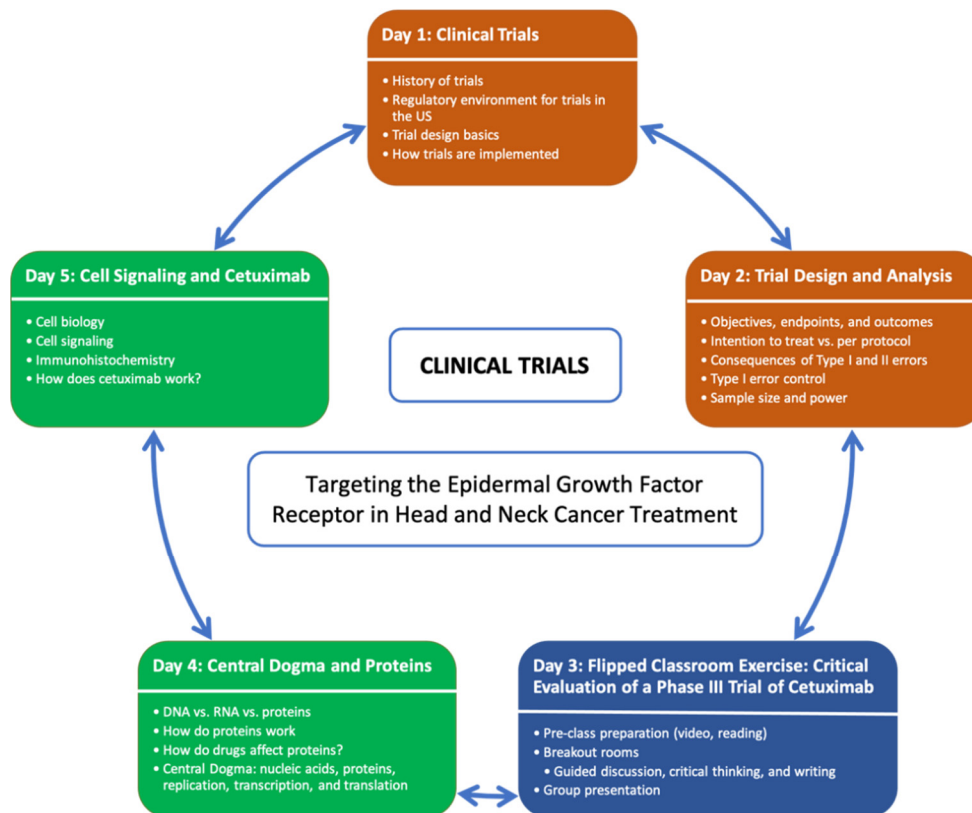 Day 1: Clinical Trials
• History of trials
• Regulatory environment for trials in
the US
• Trial design basics
• How trials are implemented
Day 2: Trial Design and Analysis
• Objectives, endpoints, and outcomes
• Intention to treat vs. per protocol
• Consequences of Type I and II errors
• Type I error control
• Sample size and power
Day 3: Flipped Classroom Exercise: Critical
Evaluation of a Phase III Trial of Cetuximab
• Pre-class preparation (video, reading)
• Breakout rooms
• Guided discussion, critical thinking, and writing
• Group presentation
Day 4: Central Dogma and Proteins
• DNA vs. RNA vs. proteins
• How do proteins work
• How do drugs affect proteins?
• Central Dogma: nucleic acids, proteins,
replication, transcription, and translation
Day 5: Cell Signaling and Cetuximab
• Cell biology
• Cell signaling
• Immunohistochemistry
• How does cetuximab work?
CLINICAL TRIALS
Targeting the Epidermal Growth Factor
Receptor in Head and Neck Cancer Treatment